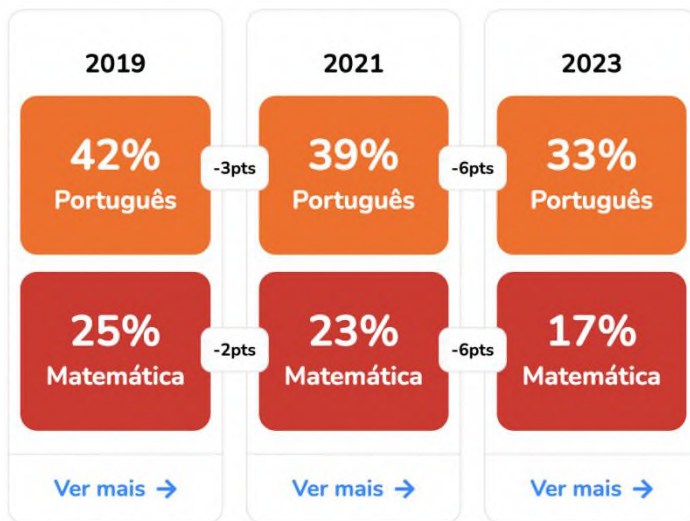 2019
42%
Português
25%
Matemática
Ver mais →
-3pts
-2pts
2021
39%
Português
23%
Matemática
Ver mais →
-6pts
-6pts
2023
33%
Português
17%
Matemática
Ver mais →